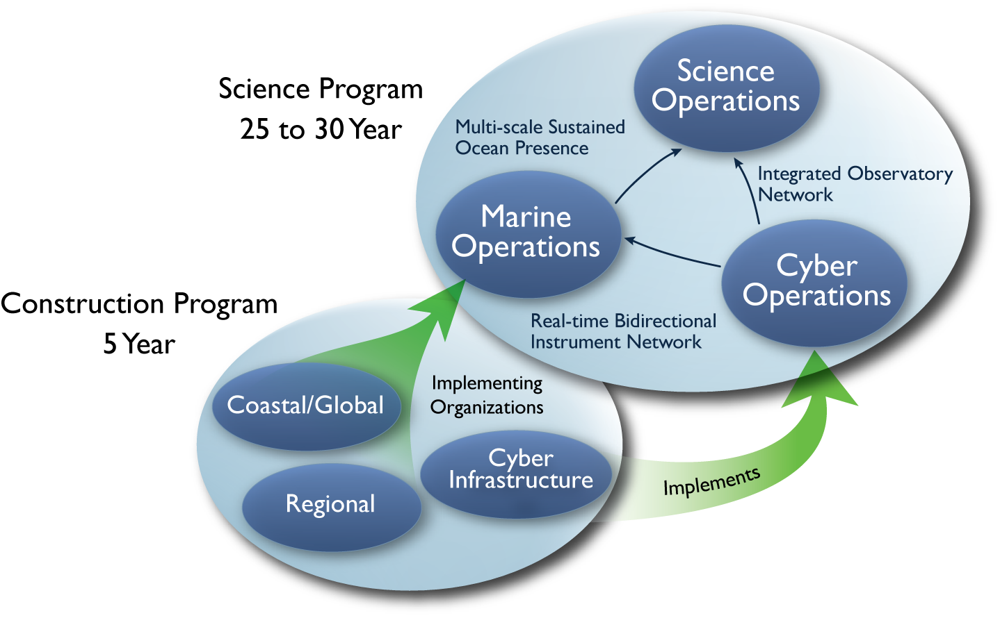 Science Program
25 to 30 Year
Science
Operations
Multi-scale Sustained
Ocean Presence
Integrated Observatory
Network
Marine
Operations
Cyber
Operations
Real-time Bidirectional
Instrument Network
Construction Program
5 Year
Implementing
Organizations
Coastal/Global
Cyber
Infrastructure
Regional
Implements